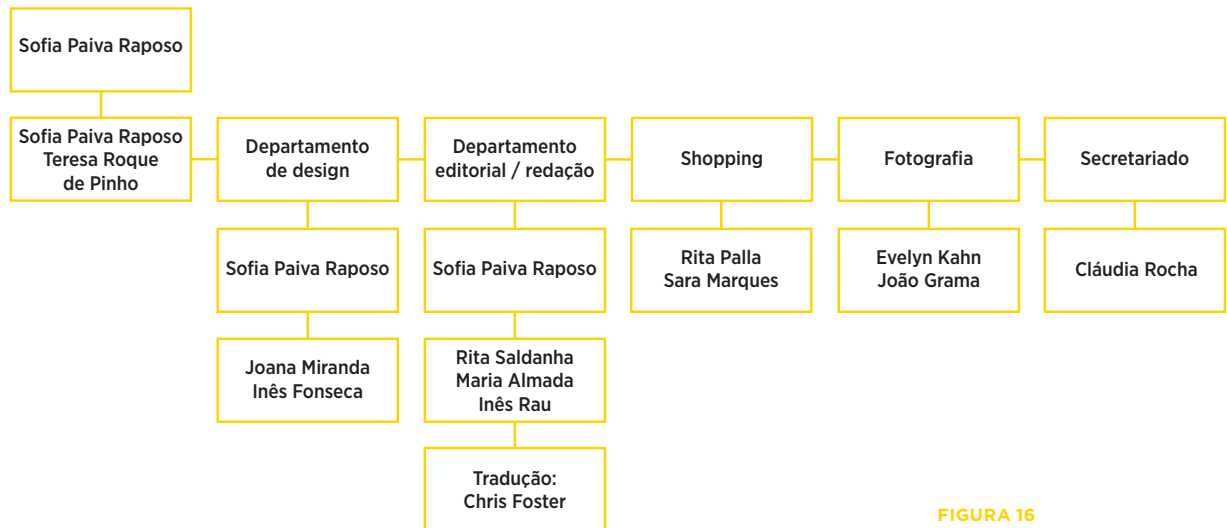 Sofia Paiva Raposo
Sofia Paiva Raposo
Teresa Roque
de Pinho
Departamento
de design
Departamento
editorial / redação
Shopping
Fotografia
Secretariado
Sofia Paiva Raposo
Sofia Paiva Raposo
Rita Palla
Sara Marques
Evelyn Kahn
João Grama
Cláudia Rocha
Joana Miranda
Inês Fonseca
Rita Saldanha
Maria Almada
Inês Rau
Tradução:
Chris Foster
FIGURA 16